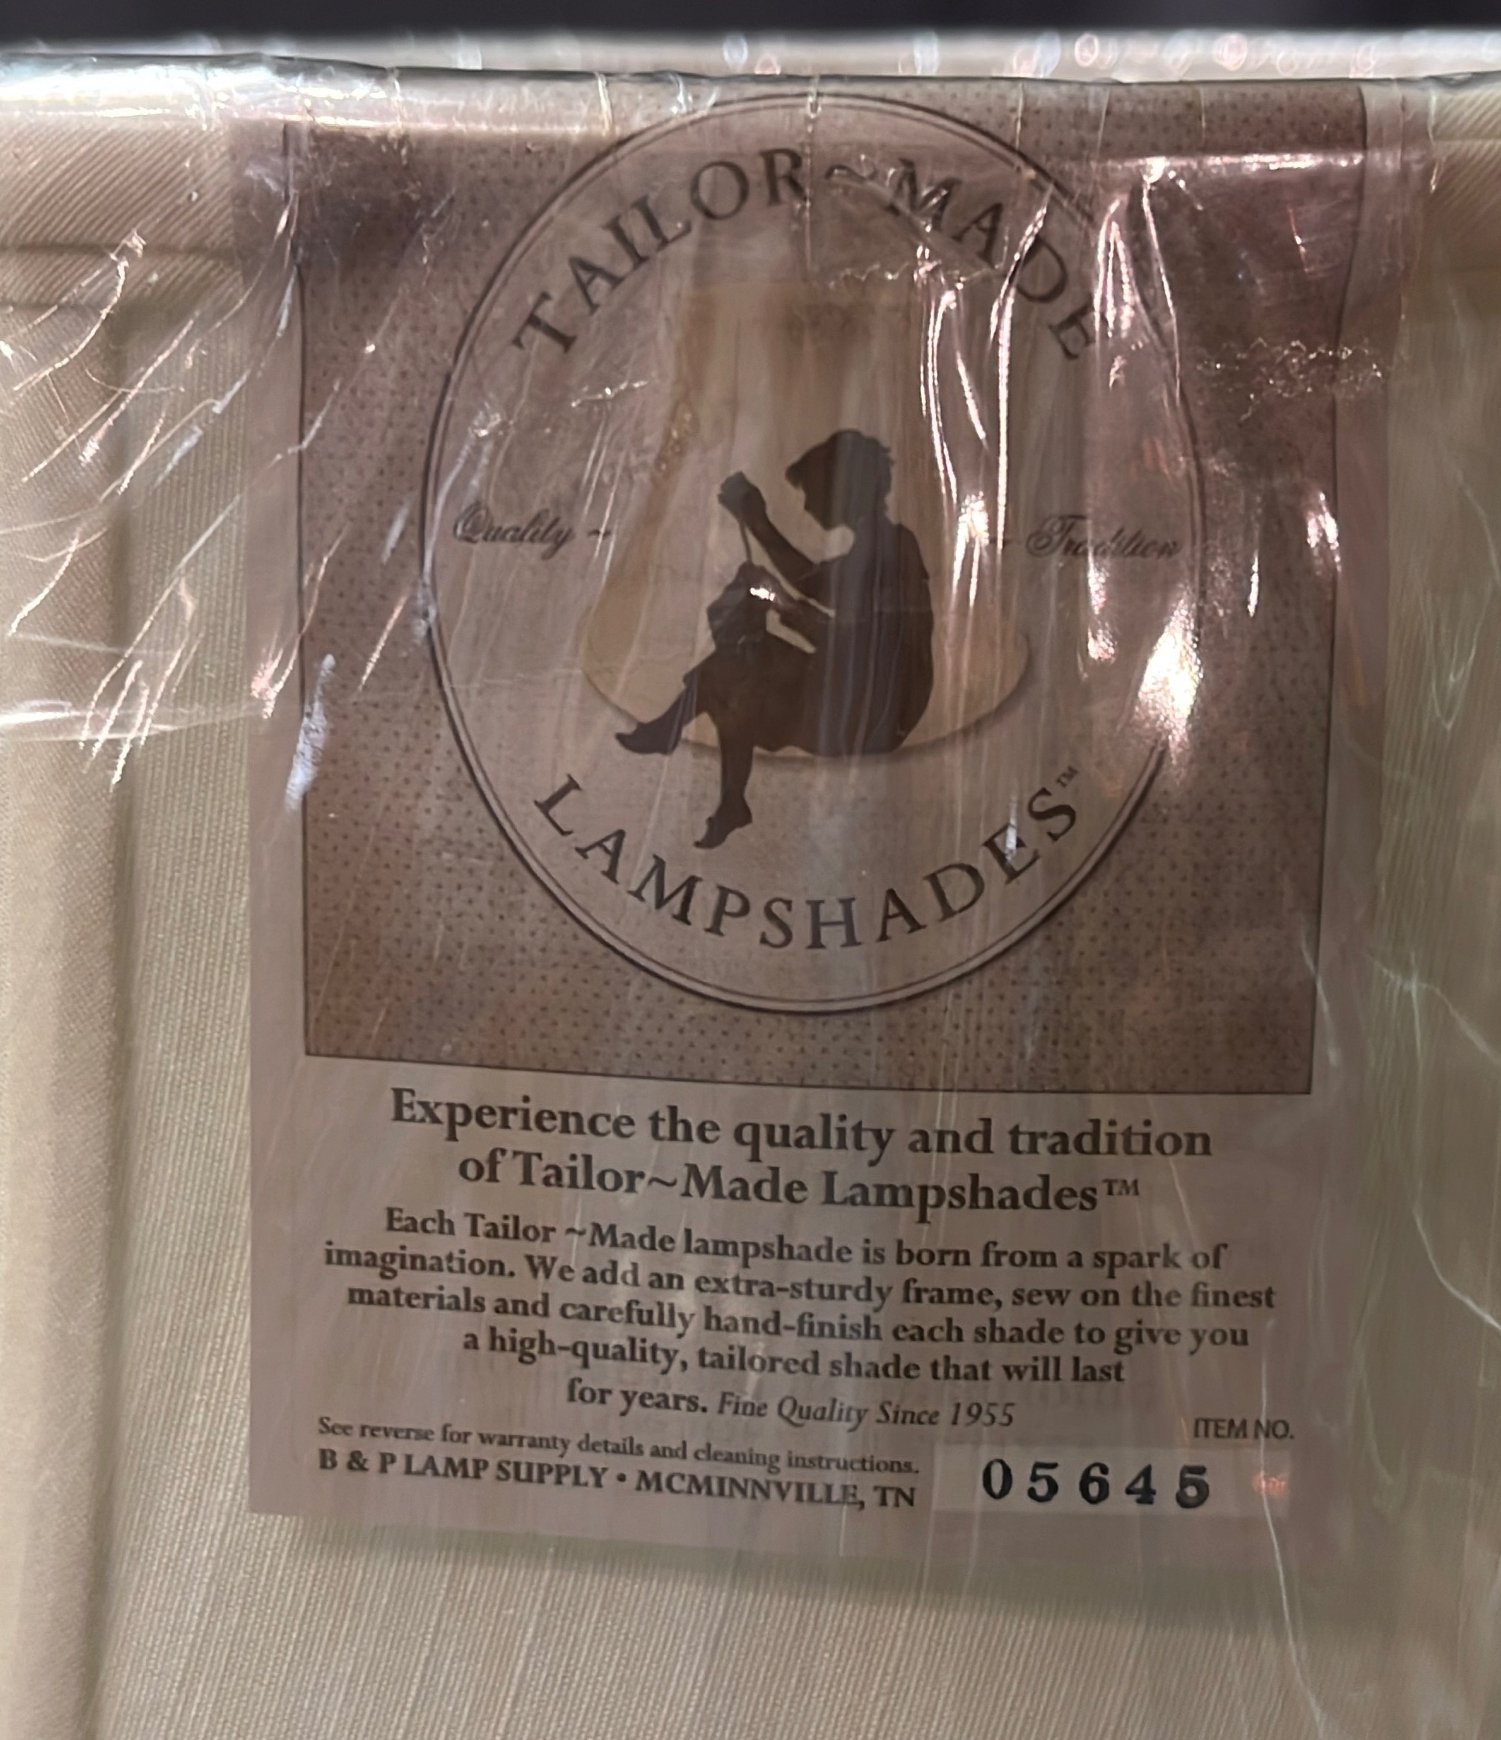 TAILOR~MADE
Quality ~
~ Tradition
LAMPSHADES™
Experience the quality and tradition
of Tailor~Made Lampshades™
Each Tailor ~Made lampshade is born from a spark of
imagination. We add an extra-sturdy frame, sew on the finest
materials and carefully hand-finish each shade to give you
a high-quality, tailored shade that will last
for years. Fine Quality Since 1955
See reverse for warranty details and cleaning instructions.
B & P LAMP SUPPLY • MCMINNVILLE, TN
ITEM NO.
05645